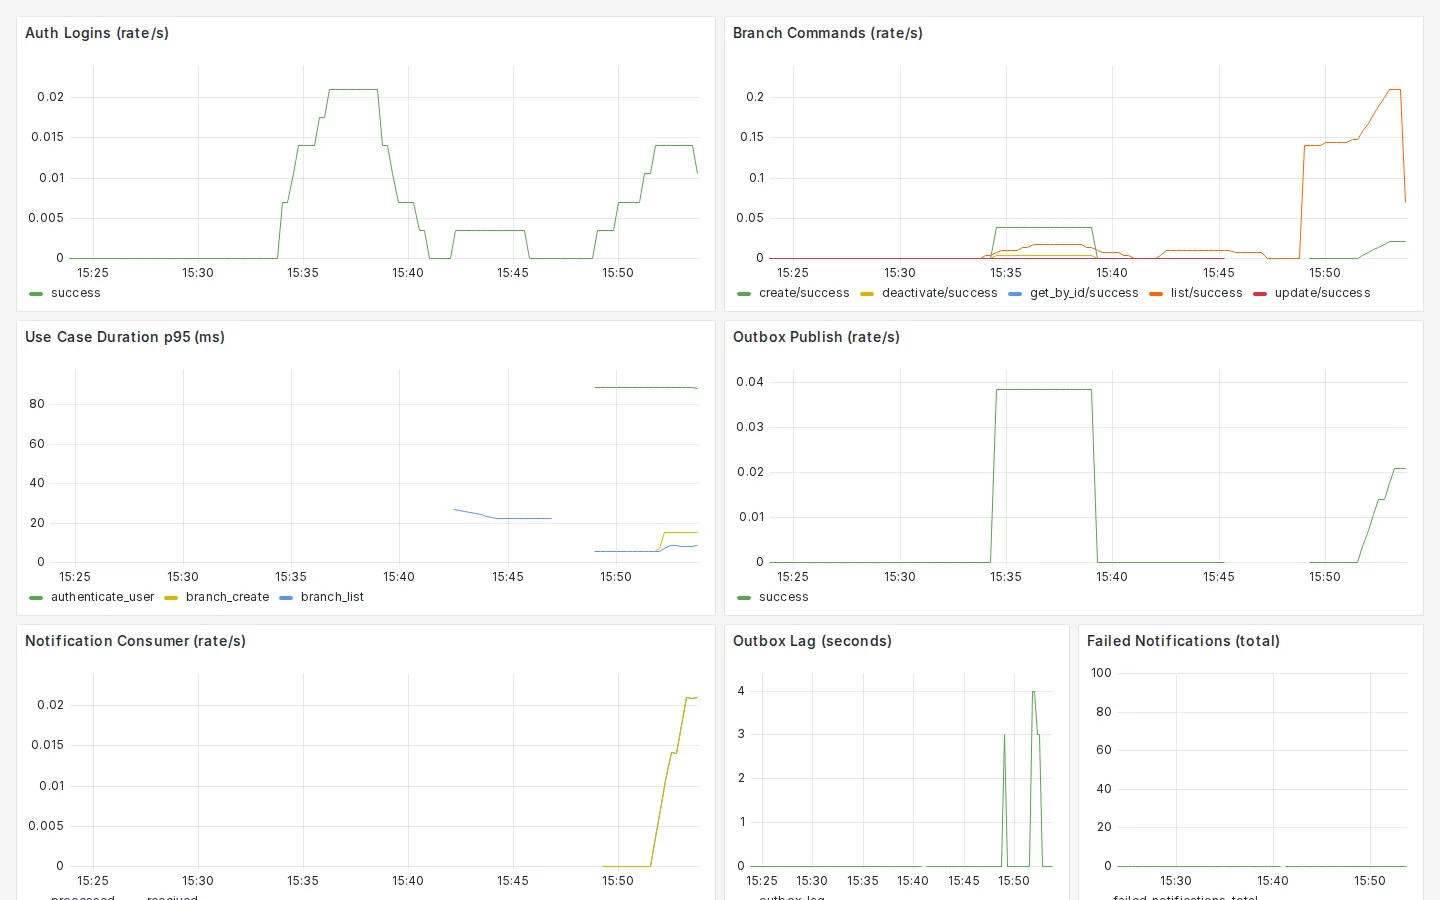 Auth Logins (rate/s)
0.02
0.015
0.01
0.005
0
15:25 15:30 15:35 15:40 15:45 15:50
success
Branch Commands (rate/s)
0.2
0.15
0.1
0.05
0
15:25 15:30 15:35 15:40 15:45 15:50
create/success deactivate/success get_by_id/success list/success update/success
Use Case Duration p95 (ms)
80
60
40
20
0
15:25 15:30 15:35 15:40 15:45 15:50
authenticate_user branch_create branch_list
Outbox Publish (rate/s)
0.04
0.03
0.02
0.01
0
15:25 15:30 15:35 15:40 15:45 15:50
success
Notification Consumer (rate/s)
0.02
0.015
0.01
0.005
0
15:25 15:30 15:35 15:40 15:45 15:50
processed received
Outbox Lag (seconds)
4
3
2
1
0
15:25 15:30 15:35 15:40 15:45 15:50
outbox_lag
Failed Notifications (total)
100
80
60
40
20
0
15:30 15:40 15:50
failed_notifications_total